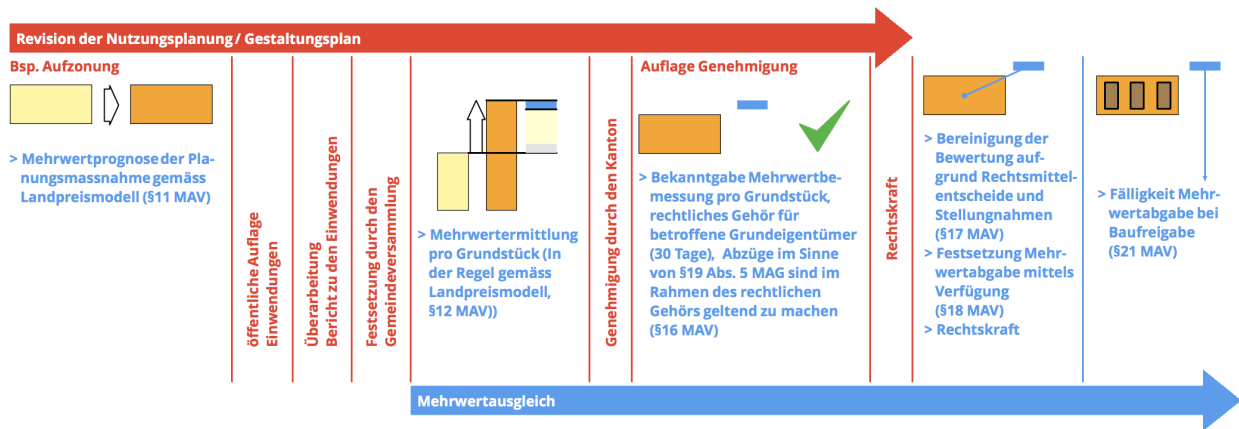 Revision der Nutzungsplanung / Gestaltungsplan
Bsp. Aufzonung
> Mehrwertprognose der Pla-
nungsmassnahme gemäss
Landpreismodell (§11 MAV)
öffentliche Auflage
Einwendungen
Überarbeitung
Bericht zu den Einwendungen
Festsetzung durch den
Gemeindeversammlung
> Mehrwertermittlung
pro Grundstück (In
der Regel gemäss
Landpreismodell,
§12 MAV))
Genehmigung durch den Kanton
Auflage Genehmigung
> Bekanntgabe Mehrwertbe-
messung pro Grundstück,
rechtliches Gehör für
betroffene Grundeigentümer
(30 Tage), Abzüge im Sinne
von §19 Abs. 5 MAG sind im
Rahmen des rechtlichen
Gehörs geltend zu machen
(§16 MAV)
Rechtskraft
> Bereinigung der
Bewertung auf-
grund Rechtsmittel-
entscheide und
Stellungnahmen
(§17 MAV)
> Festsetzung Mehr-
wertabgabe mittels
Verfügung
(§18 MAV)
> Rechtskraft
> Fälligkeit Mehr-
wertabgabe bei
Baufreigabe
(§21 MAV)
Mehrwertausgleich